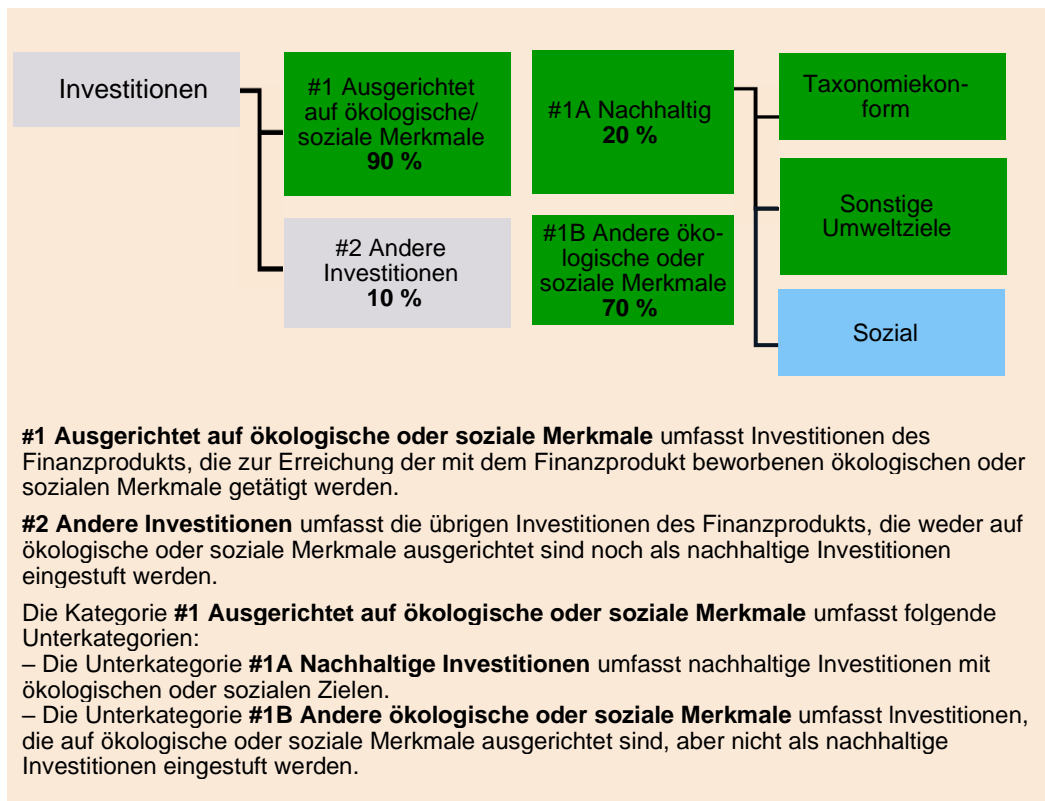 Investitionen
#1 Ausgerichtet
auf ökologische/
soziale Merkmale
90 %
#2 Andere
Investitionen
10 %
#1A Nachhaltig
20 %
#1B Andere öko-
logische oder
soziale Merkmale
70 %
Taxonomiekon-
form
Sonstige
Umweltziele
Sozial
#1 Ausgerichtet auf ökologische oder soziale Merkmale umfasst Investitionen des
Finanzprodukts, die zur Erreichung der mit dem Finanzprodukt beworbenen ökologischen oder
sozialen Merkmale getätigt werden.
#2 Andere Investitionen umfasst die übrigen Investitionen des Finanzprodukts, die weder auf
ökologische oder soziale Merkmale ausgerichtet sind noch als nachhaltige Investitionen
eingestuft werden.
Die Kategorie #1 Ausgerichtet auf ökologische oder soziale Merkmale umfasst folgende
Unterkategorien:
– Die Unterkategorie #1A Nachhaltige Investitionen umfasst nachhaltige Investitionen mit
ökologischen oder sozialen Zielen.
– Die Unterkategorie #1B Andere ökologische oder soziale Merkmale umfasst Investitionen,
die auf ökologische oder soziale Merkmale ausgerichtet sind, aber nicht als nachhaltige
Investitionen eingestuft werden.